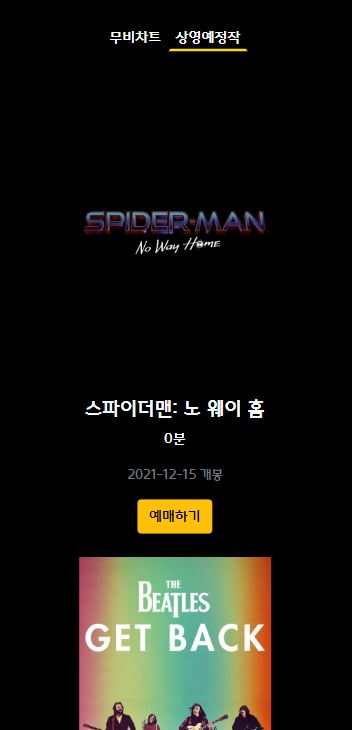 무비차트 상영예정작
SPIDER-MAN
No Way Home
스파이더맨: 노 웨이 홈
0분
2021-12-15 개봉
예매하기
THE
BEATLES
GET BACK